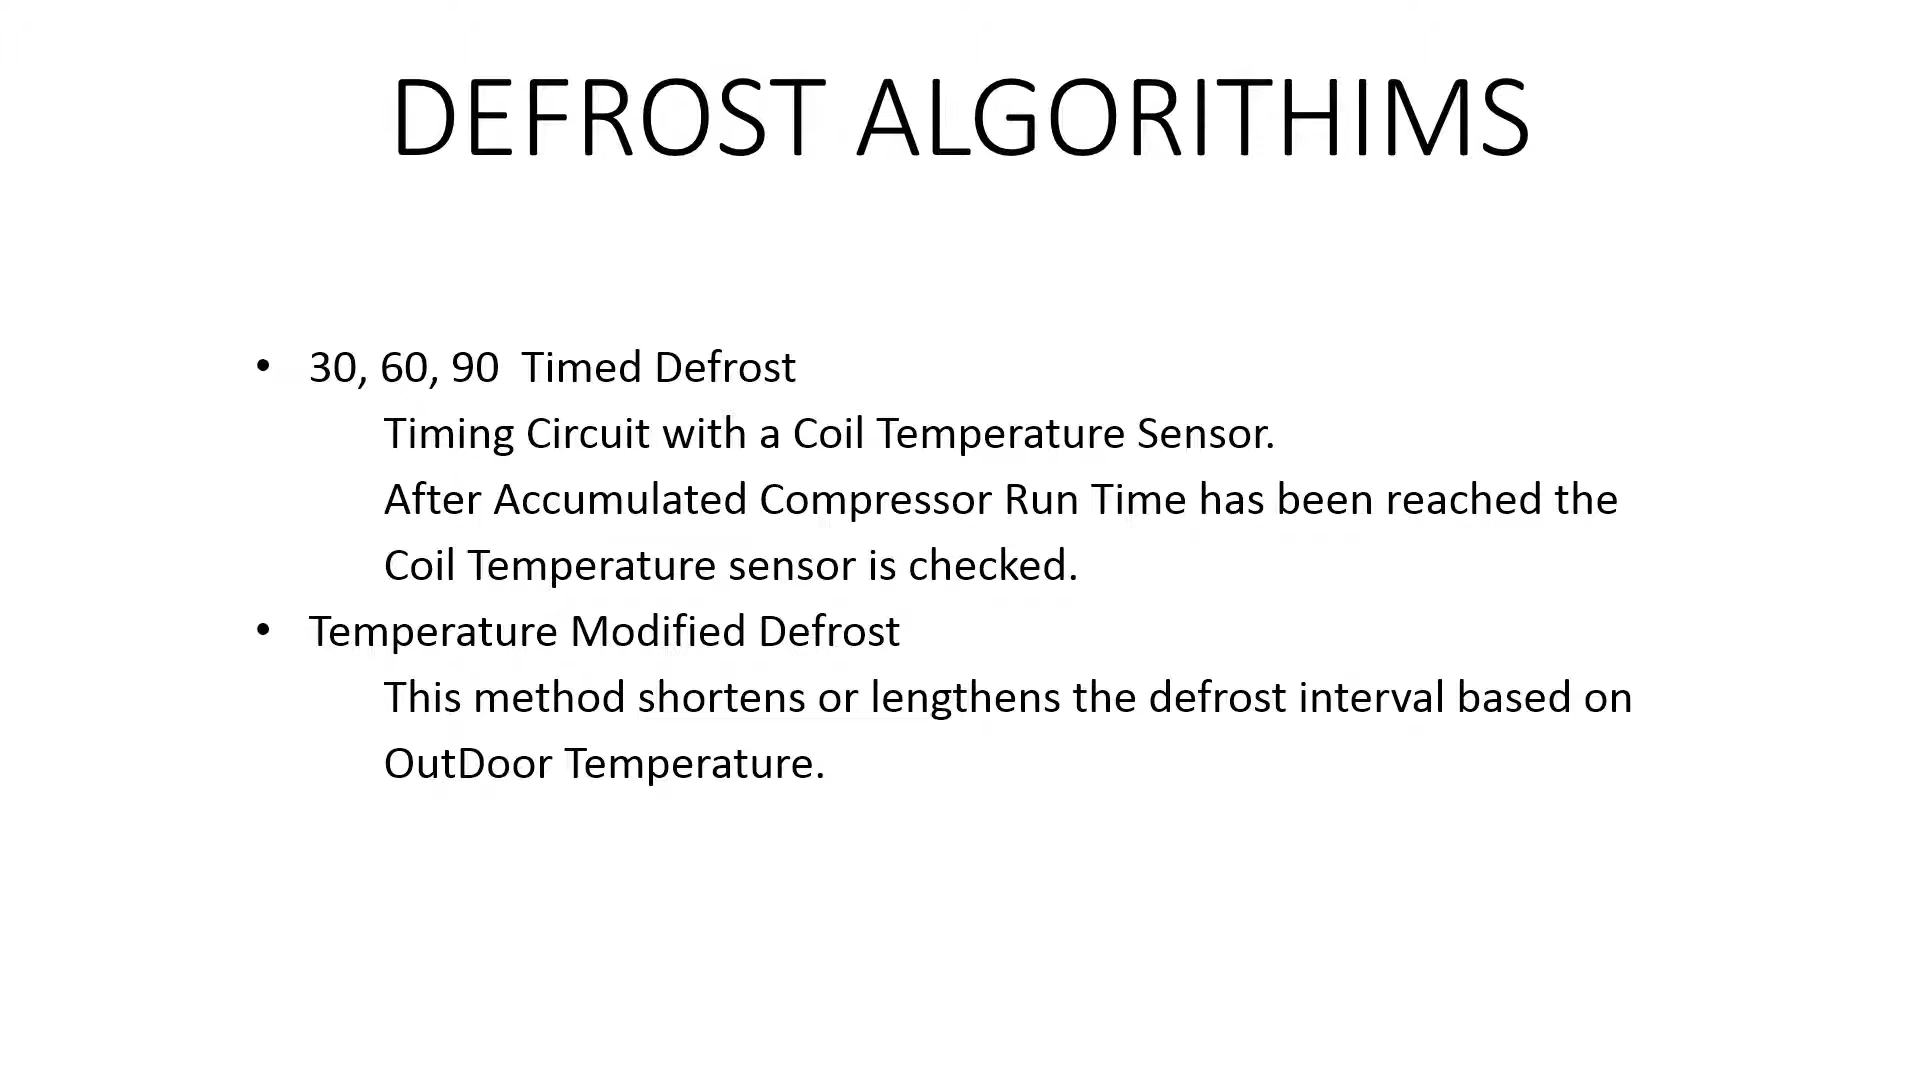 DEFROST ALGORITHIMS
• 30, 60, 90  Timed Defrost
Timing Circuit with a Coil Temperature Sensor.
After Accumulated Compressor Run Time has been reached the
Coil Temperature sensor is checked.
• Temperature Modified Defrost
This method shortens or lengthens the defrost interval based on
OutDoor Temperature.